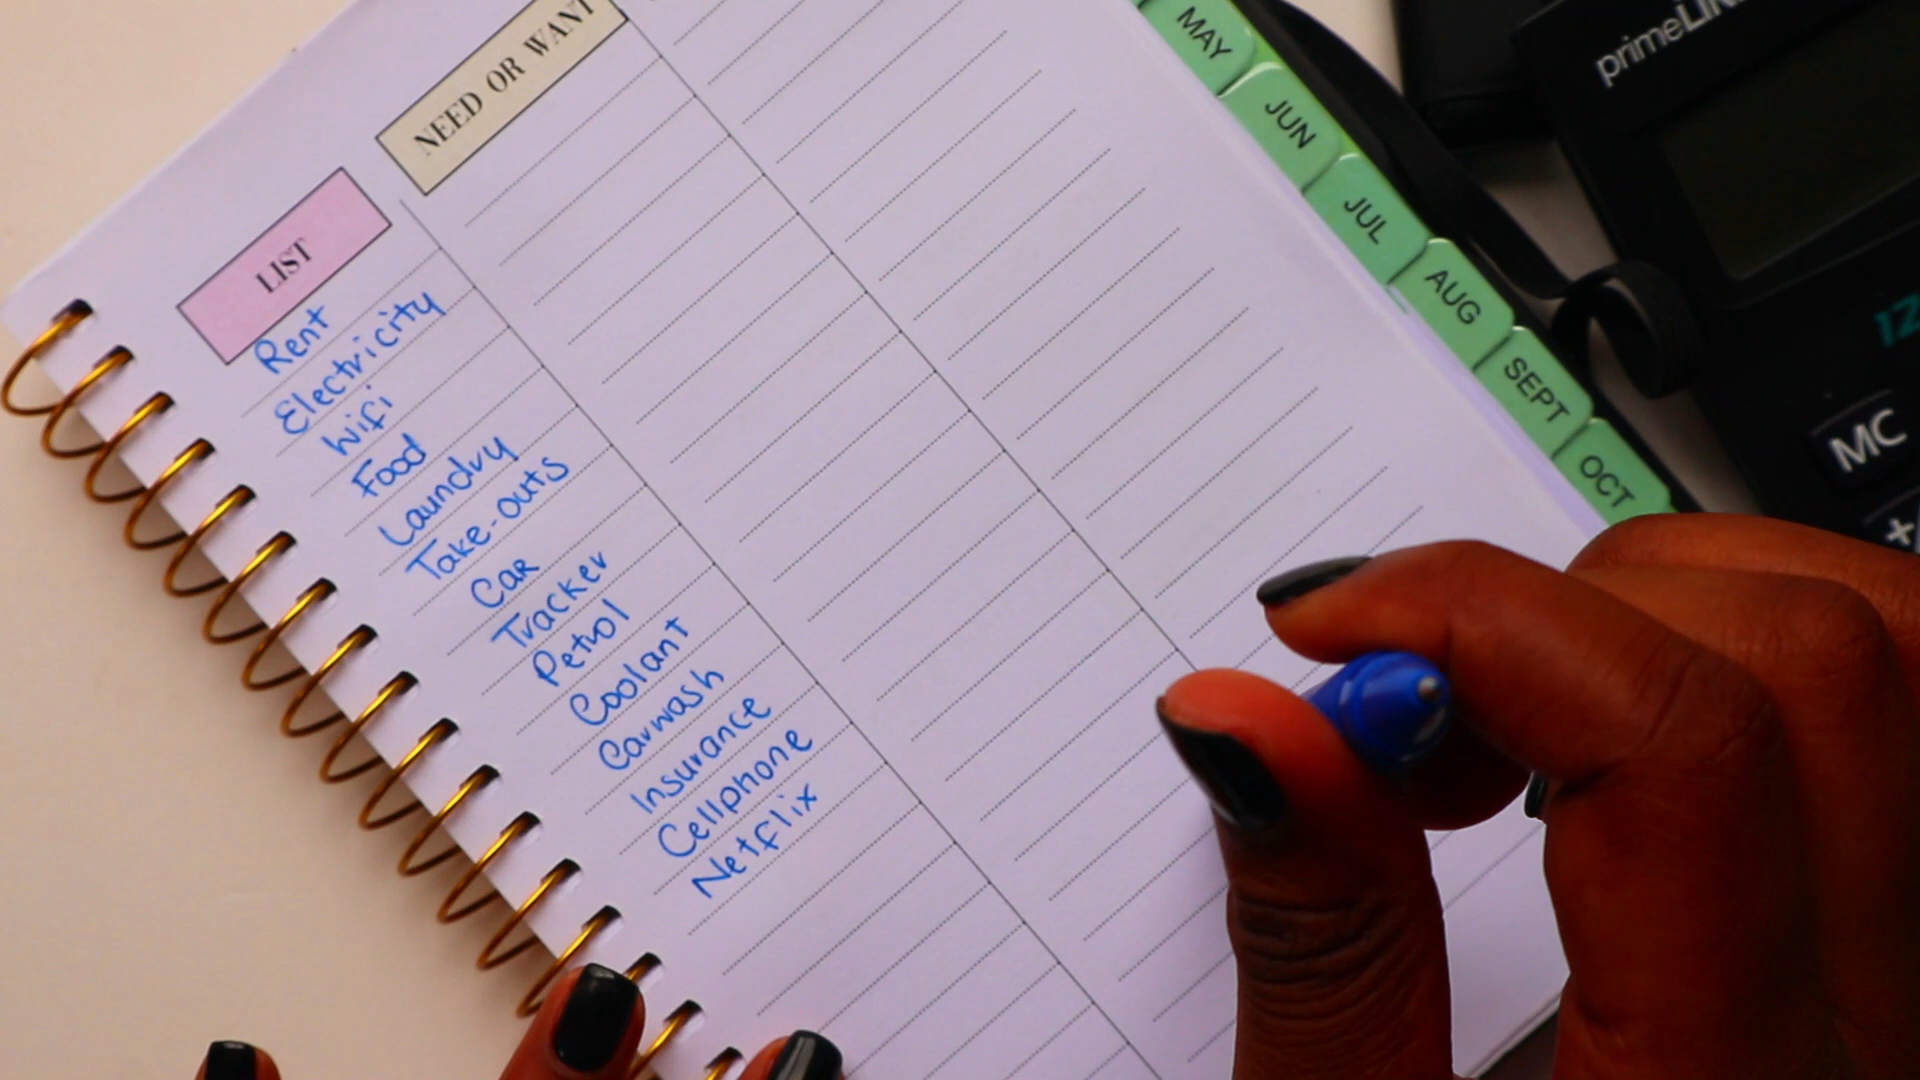 LIST
NEED OR WANT
Rent
Electricity
Wifi
Food
Laundry
Take-outs
Car
Tracker
Petrol
Coolant
Carwash
Insurance
Cellphone
Netflix
MAY
JUN
JUL
AUG
SEPT
OCT
MC
+
12